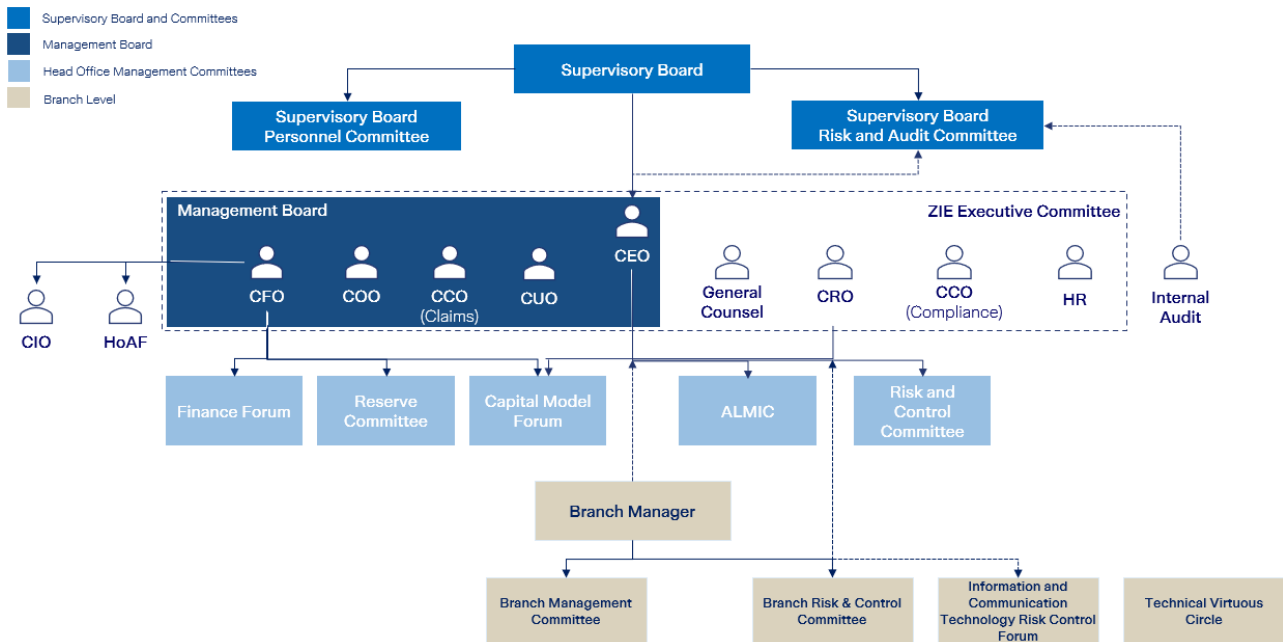 Supervisory Board and Committees
Management Board
Head Office Management Committees
Branch Level
Supervisory Board
Supervisory Board
Personnel Committee
Supervisory Board
Risk and Audit Committee
Management Board
ZIE Executive Committee
CEO
CFO
COO
CCO
(Claims)
CUO
General
Counsel
CRO
CCO
(Compliance)
HR
Internal
Audit
CIO
HoAF
Finance Forum
Reserve
Committee
Capital Model
Forum
ALMIC
Risk and
Control
Committee
Branch Manager
Branch Management
Committee
Branch Risk & Control
Committee
Information and
Communication
Technology Risk Control
Forum
Technical Virtuous
Circle